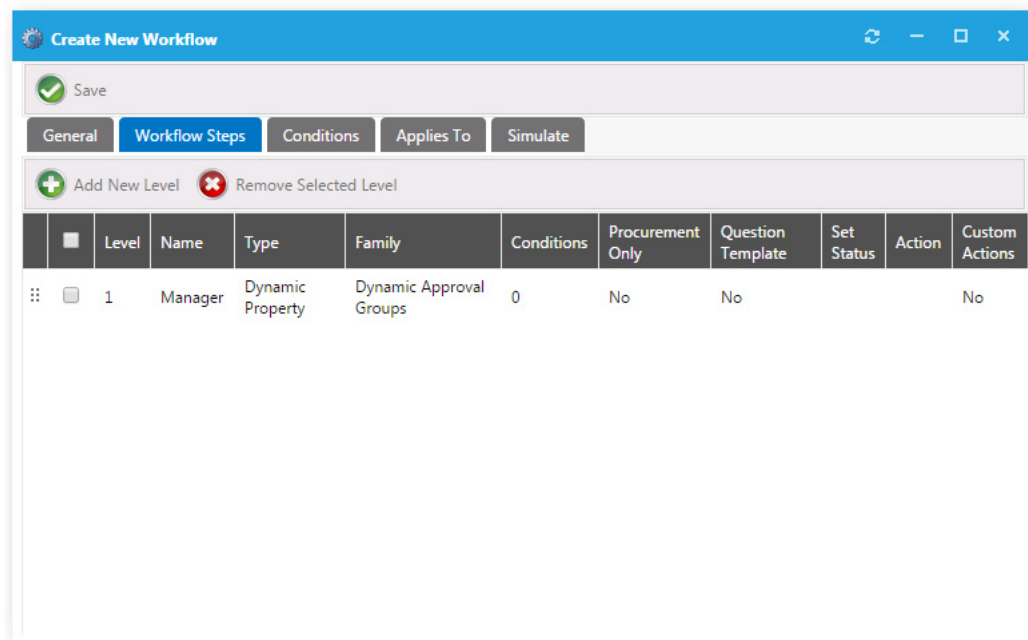 Create New Workflow
Save
General Workflow Steps Conditions Applies To Simulate
Add New Level Remove Selected Level
Level Name Type Family Conditions Procurement Only Question Template Set Status Action Custom Actions
1 Manager Dynamic Property Dynamic Approval Groups 0 No No No